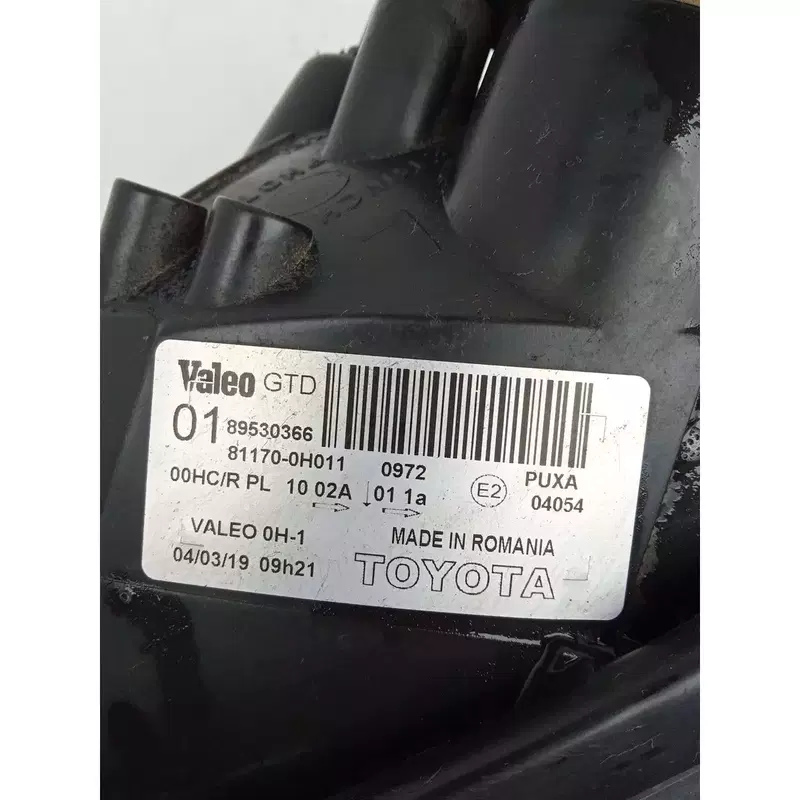 Valeo GTD
01 89530366
81170-0H011 0972 PUXA
00HC/R PL 10 02A 01 1a E2 04054
VALEO 0H-1 MADE IN ROMANIA
04/03/19 09h21 TOYOTA